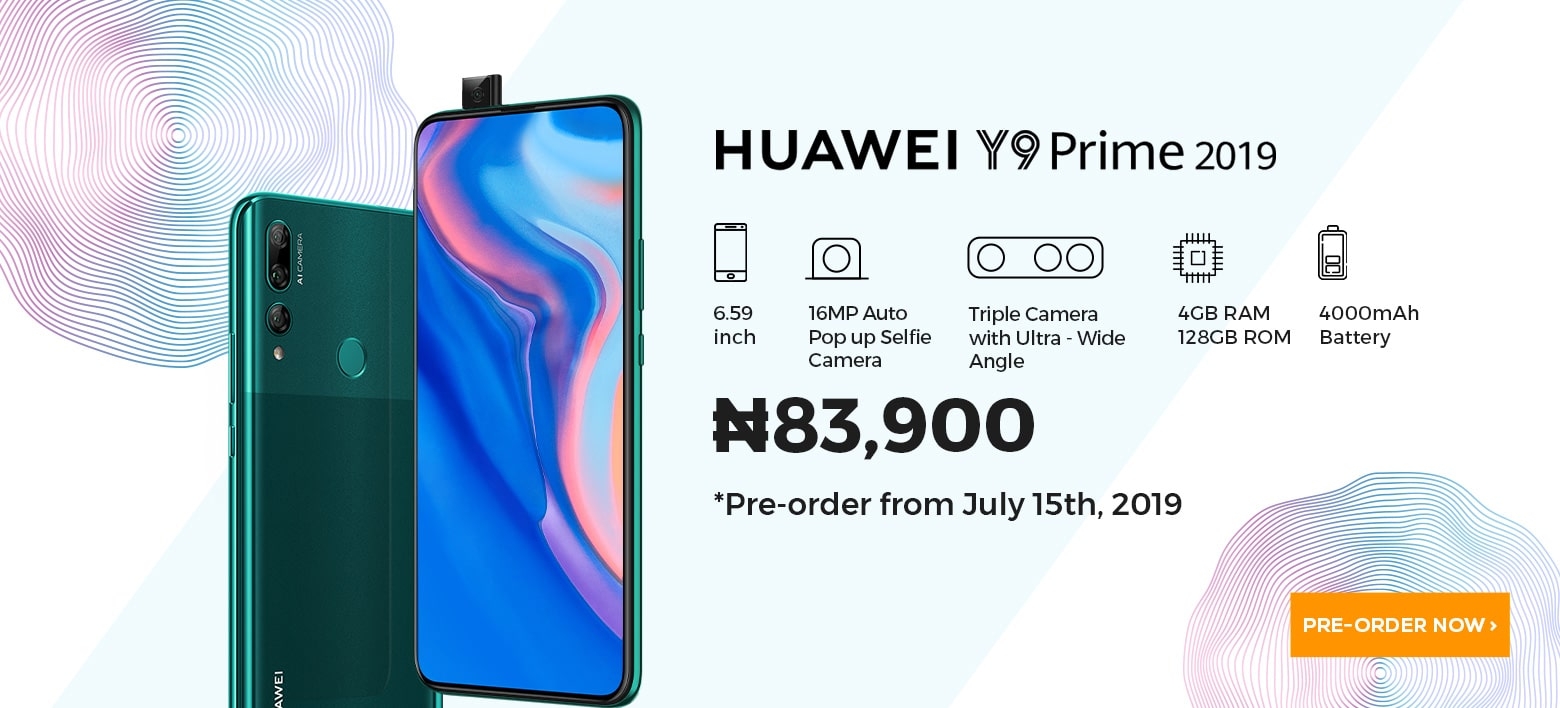 HUAWEI Y9 Prime 2019
6.59
inch
16MP Auto
Pop up Selfie
Camera
Triple Camera
with Ultra - Wide
Angle
4GB RAM
128GB ROM
4000mAh
Battery
₦83,900
*Pre-order from July 15th, 2019
PRE-ORDER NOW ›
AI CAMERA
AWEI